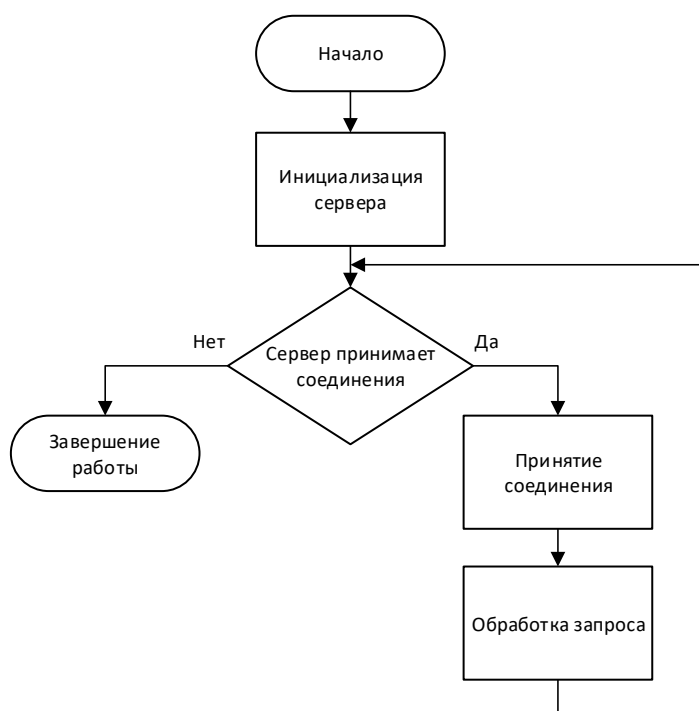 Начало
Инициализация
сервера
Нет
Сервер принимает
соединения
Да
Завершение
работы
Принятие
соединения
Обработка запроса